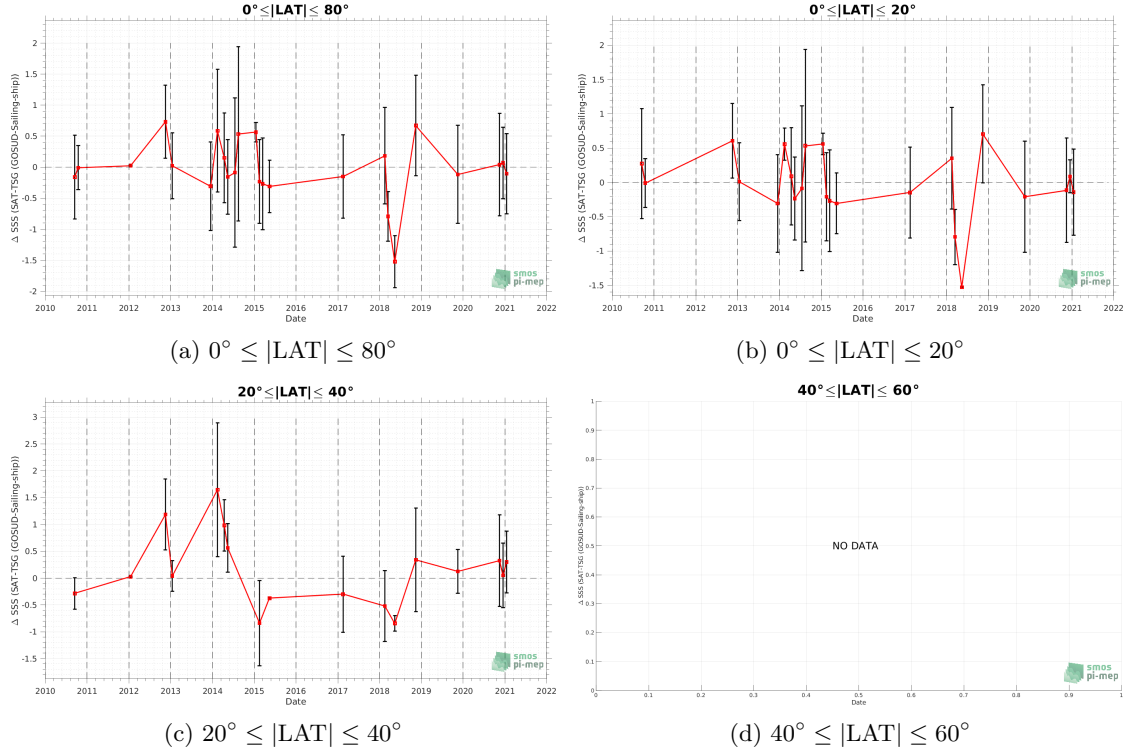 0°≤|LAT|≤ 80°
Δ SSS (SAT-TSG (GOSUD-Sailing-ship))
2
1.5
1
0.5
0
-0.5
-1
-1.5
-2
2010 2011 2012 2013 2014 2015 2016 2017 2018 2019 2020 2021 2022
Date
smos
pi-mep
(a) 0° ≤ |LAT| ≤ 80°
0°≤|LAT|≤ 20°
Δ SSS (SAT-TSG (GOSUD-Sailing-ship))
2
1.5
1
0.5
0
-0.5
-1
-1.5
2010 2011 2012 2013 2014 2015 2016 2017 2018 2019 2020 2021 2022
Date
smos
pi-mep
(b) 0° ≤ |LAT| ≤ 20°
20°≤|LAT|≤ 40°
Δ SSS (SAT-TSG (GOSUD-Sailing-ship))
3
2.5
2
1.5
1
0.5
0
-0.5
-1
-1.5
2010 2011 2012 2013 2014 2015 2016 2017 2018 2019 2020 2021 2022
Date
smos
pi-mep
(c) 20° ≤ |LAT| ≤ 40°
40°≤|LAT|≤ 60°
Δ SSS (SAT-TSG (GOSUD-Sailing-ship))
1
0.9
0.8
0.7
0.6
0.5
0.4
0.3
0.2
0.1
0
NO DATA
0 0.1 0.2 0.3 0.4 0.5 0.6 0.7 0.8 0.9 1
Date
smos
pi-mep
(d) 40° ≤ |LAT| ≤ 60°